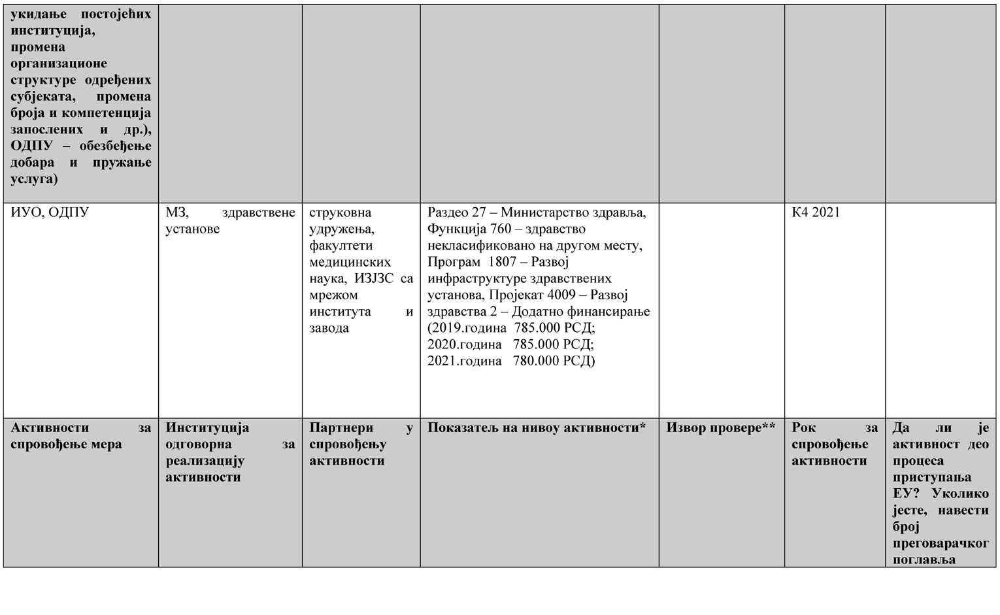 укидање постојећих
институција,
промена
организационе
структуре одређених
субјеката, промена
броја и компетенција
запослених и др.),
ОДПУ – обезбеђење
добара и пружање
услуга)
ИУО, ОДПУ
МЗ, здравствене
установе
струковна
удружења,
факултети
медицинских
наука, ИЗЈЗС са
мрежом
института и
завода
Раздео 27 – Министарство здравља,
Функција 760 – здравство
некласификовано на другом месту,
Програм 1807 – Развој
инфраструктуре здравствених
установа, Пројекат 4009 – Развој
здравства 2 – Додатно финансирање
(2019.година 785.000 РСД;
2020.година 785.000 РСД;
2021.година 780.000 РСД)
К4 2021
Активности за
спровођење мера
Институција
одговорна за
реализацију
активности
Партнери у
спровођењу
активности
Показатељ на нивоу активности*
Извор провере**
Рок за
спровођење
активности
Да ли је
активност део
процеса
приступања
ЕУ? Уколико
јесте, навести
број
преговарачког
поглавља